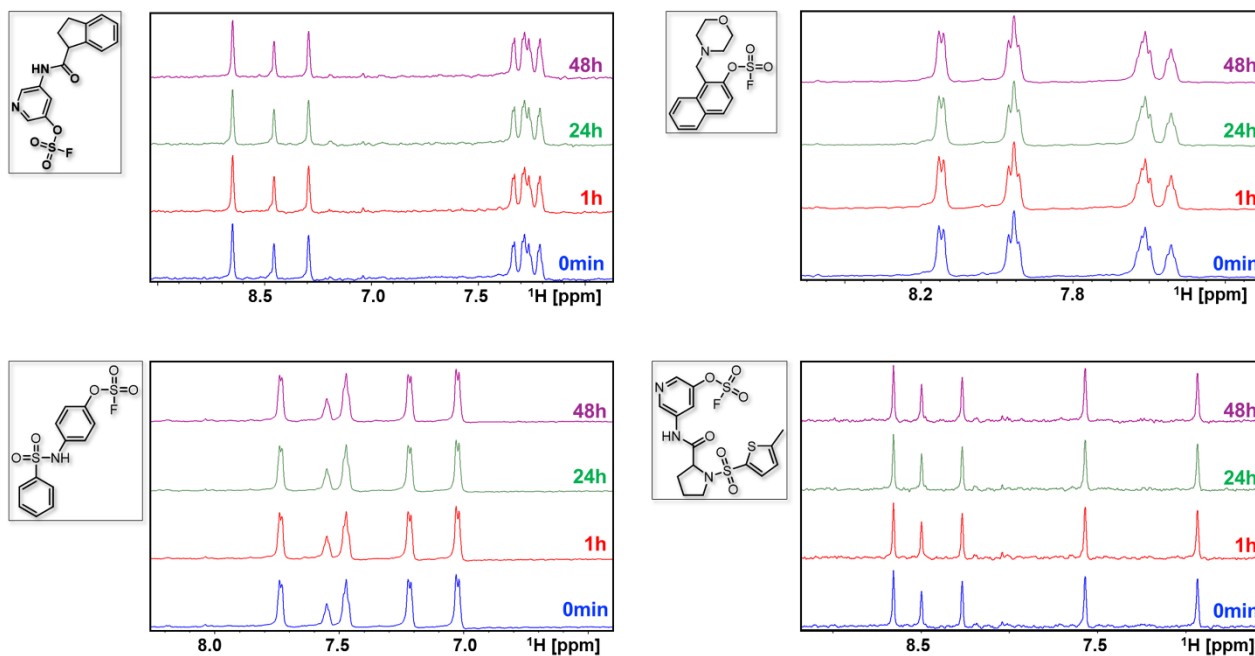 HN
O
N
O
O S F
O
48h
24h
1h
0min
8.5 7.0 7.5 ¹H [ppm]
O
N
O S O
O
F
48h
24h
1h
0min
8.2 7.8 ¹H [ppm]
O S O
O
F
O
O S NH
O
48h
24h
1h
0min
8.0 7.5 7.0 ¹H [ppm]
N O S O
O
F
HN O
S
N S O
O
48h
24h
1h
0min
8.5 7.5 ¹H [ppm]